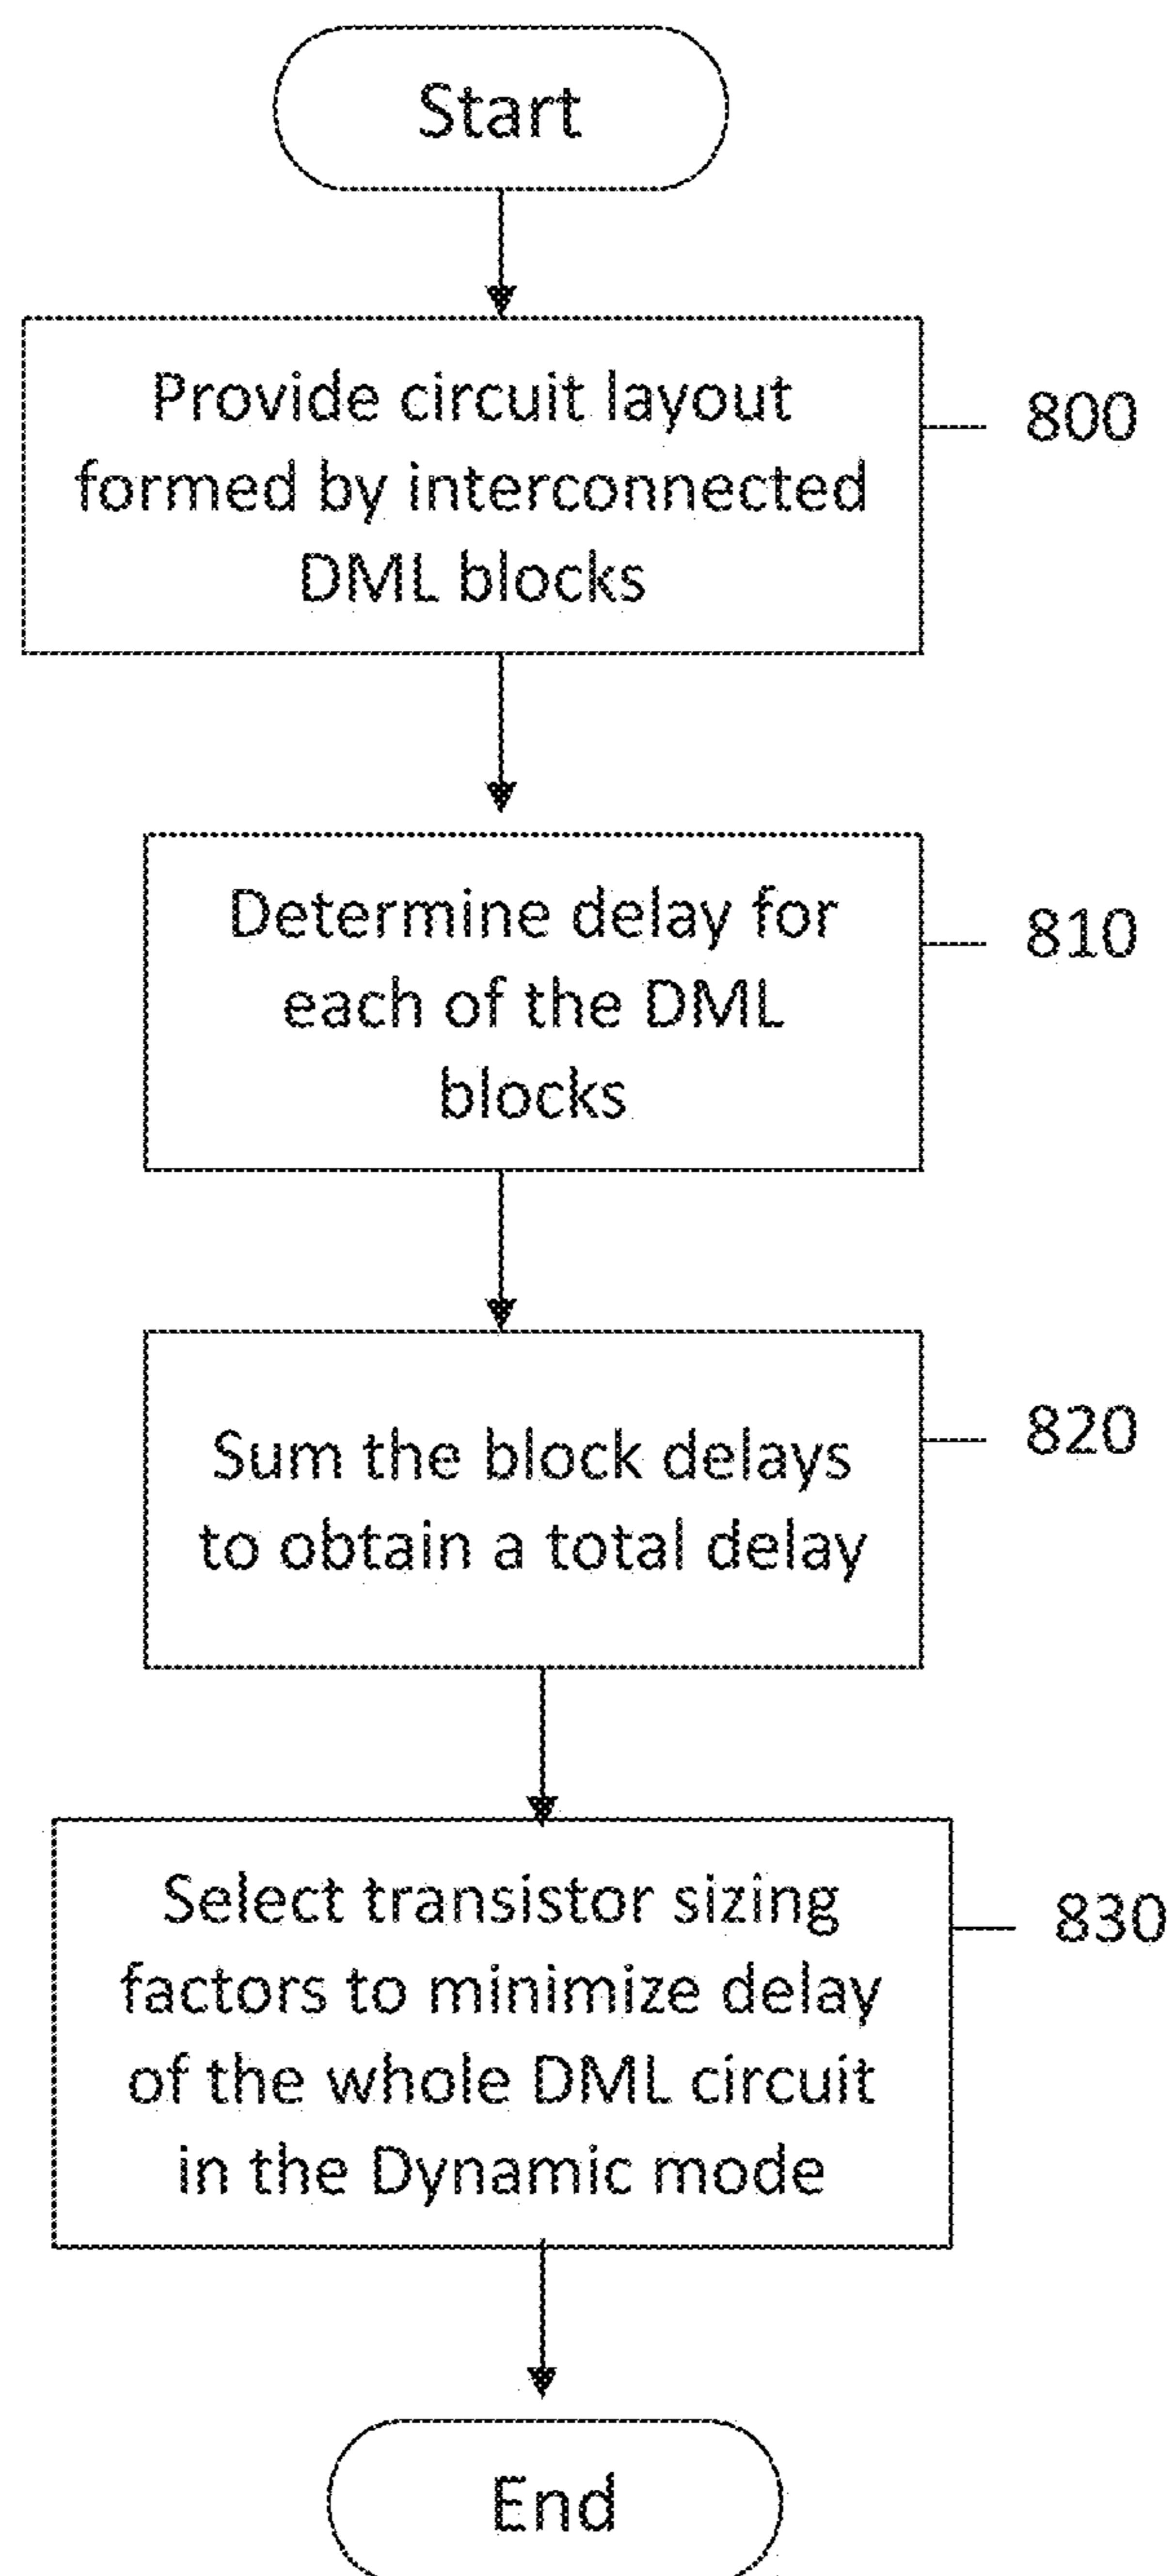 Start
Provide circuit layout
formed by interconnected
DML blocks
800
Determine delay for
each of the DML
blocks
810
Sum the block delays
to obtain a total delay
820
Select transistor sizing
factors to minimize delay
of the whole DML circuit
in the Dynamic mode
830
End